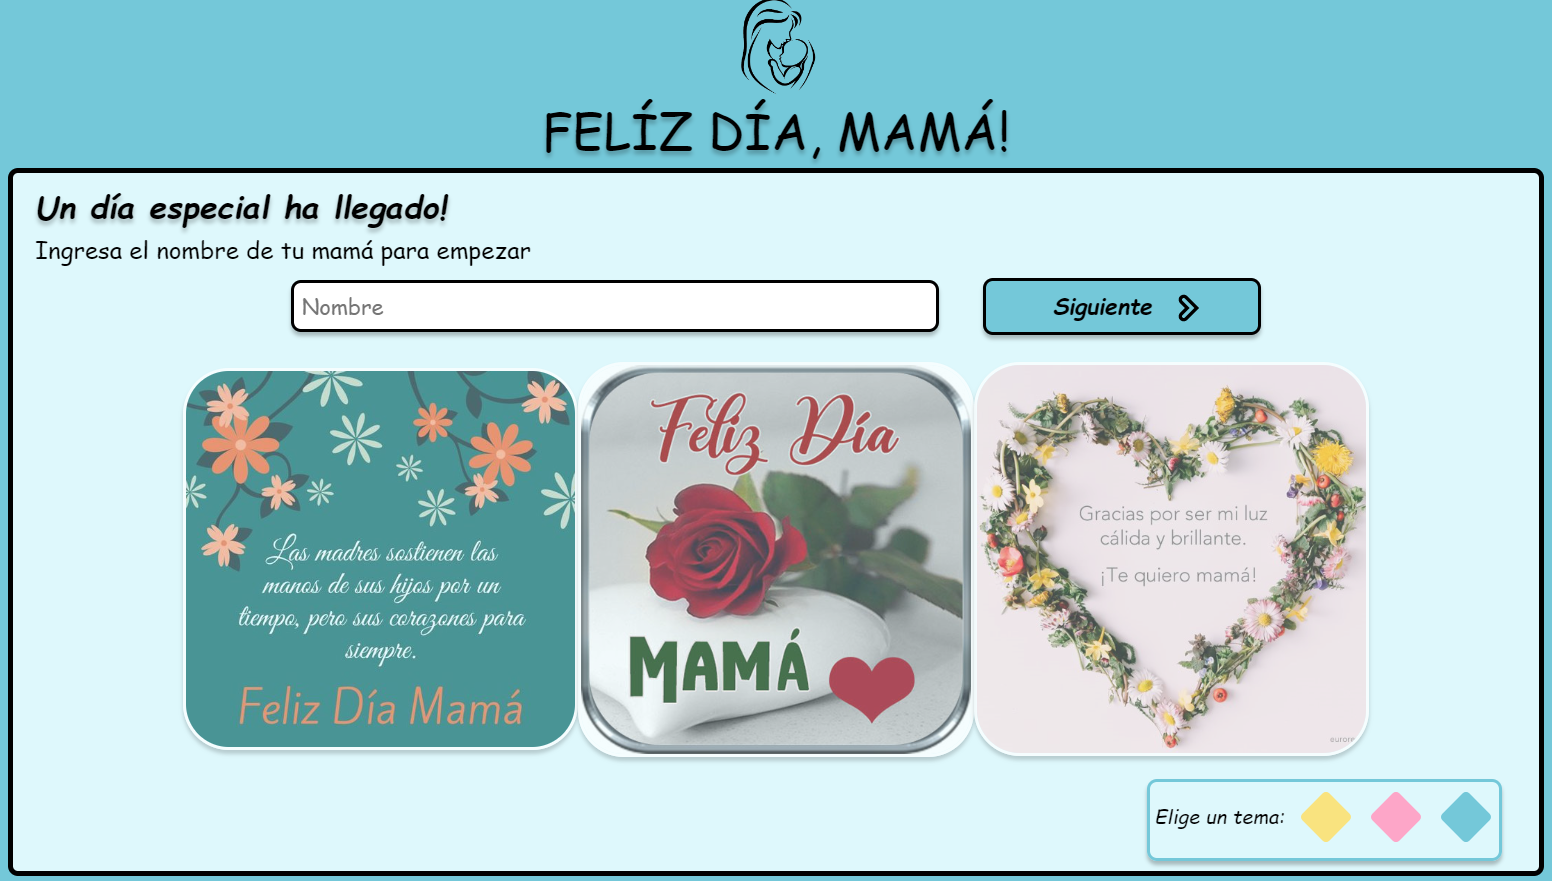 FELÍZ DÍA, MAMÁ!
Un día especial ha llegado!
Ingresa el nombre de tu mamá para empezar
Nombre
Siguiente
Las madres sostienen las
manos de sus hijos por un
tiempo, pero sus corazones para
siempre.
Feliz Día Mamá
Feliz Día
MAMÁ
Gracias por ser mi luz
cálida y brillante.
¡Te quiero mamá!
Elige un tema: